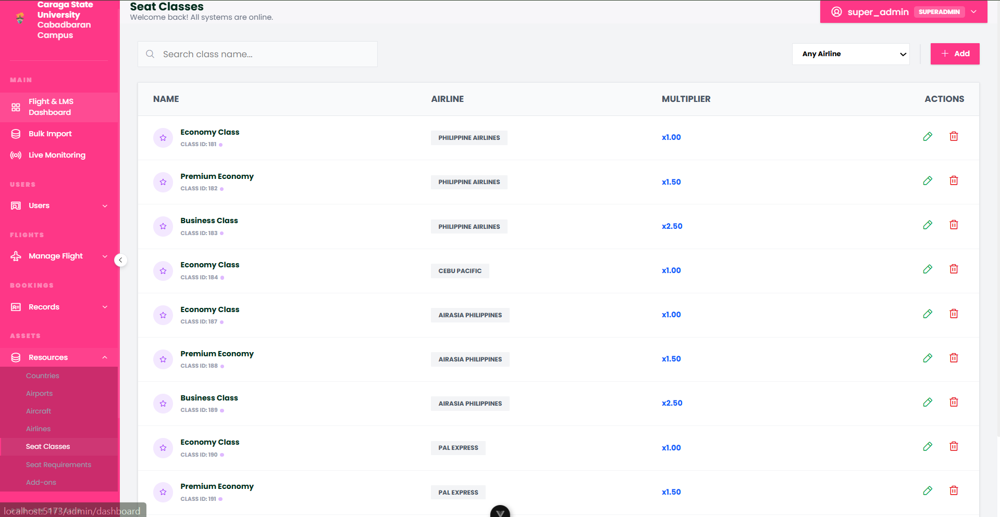 Caraga State
University
Cabadbaran
Campus
MAIN
Flight & LMS
Dashboard
Bulk Import
Live Monitoring
USERS
Users
FLIGHTS
Manage Flight
BOOKINGS
Records
ASSETS
Resources
Countries
Airports
Aircraft
Airlines
Seat Classes
Seat Requirements
Add-ons
localhost:5173/admin/dashboard
Seat Classes
Welcome back! All systems are online.
super_admin SUPERADMIN
Search class name...
Any Airline
Add
NAME AIRLINE MULTIPLIER ACTIONS
Economy Class
CLASS ID: 181
PHILIPPINE AIRLINES
x1.00
Premium Economy
CLASS ID: 182
PHILIPPINE AIRLINES
x1.50
Business Class
CLASS ID: 183
PHILIPPINE AIRLINES
x2.50
Economy Class
CLASS ID: 184
CEBU PACIFIC
x1.00
Economy Class
CLASS ID: 187
AIRASIA PHILIPPINES
x1.00
Premium Economy
CLASS ID: 188
AIRASIA PHILIPPINES
x1.50
Business Class
CLASS ID: 189
AIRASIA PHILIPPINES
x2.50
Economy Class
CLASS ID: 190
PAL EXPRESS
x1.00
Premium Economy
CLASS ID: 191
PAL EXPRESS
x1.50